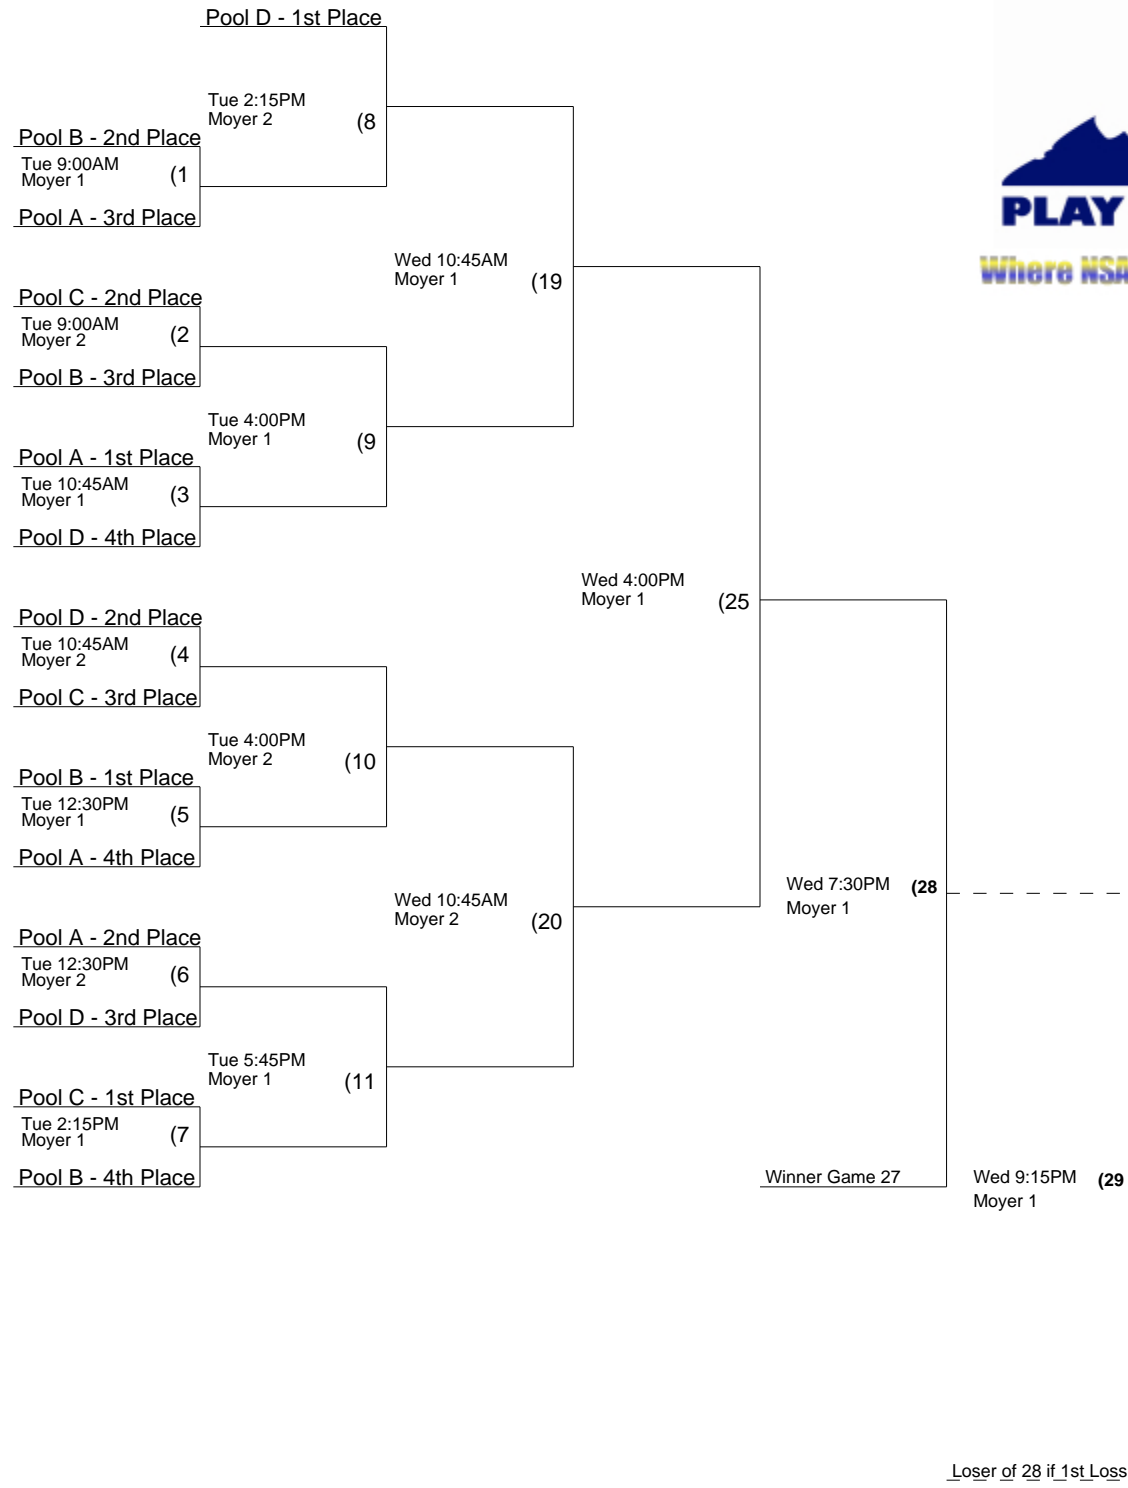 Pool D - 1st Place
Tue 2:15PM
Moyer 2
(8
Pool B - 2nd Place
Tue 9:00AM
Moyer 1
(1
Pool A - 3rd Place
Wed 10:45AM
Moyer 1
(19
Pool C - 2nd Place
Tue 9:00AM
Moyer 2
(2
Pool B - 3rd Place
Tue 4:00PM
Moyer 1
(9
Pool A - 1st Place
Tue 10:45AM
Moyer 1
(3
Pool D - 4th Place
Wed 4:00PM
Moyer 1
(25
Pool D - 2nd Place
Tue 10:45AM
Moyer 2
(4
Pool C - 3rd Place
Tue 4:00PM
Moyer 2
(10
Pool B - 1st Place
Tue 12:30PM
Moyer 1
(5
Pool A - 4th Place
Wed 7:30PM
Moyer 1
(28
Wed 10:45AM
Moyer 2
(20
Pool A - 2nd Place
Tue 12:30PM
Moyer 2
(6
Pool D - 3rd Place
Tue 5:45PM
Moyer 1
(11
Pool C - 1st Place
Tue 2:15PM
Moyer 1
(7
Pool B - 4th Place
Winner Game 27
Wed 9:15PM
Moyer 1
(29
Loser of 28 if 1st Loss
PLAY
Where NSA